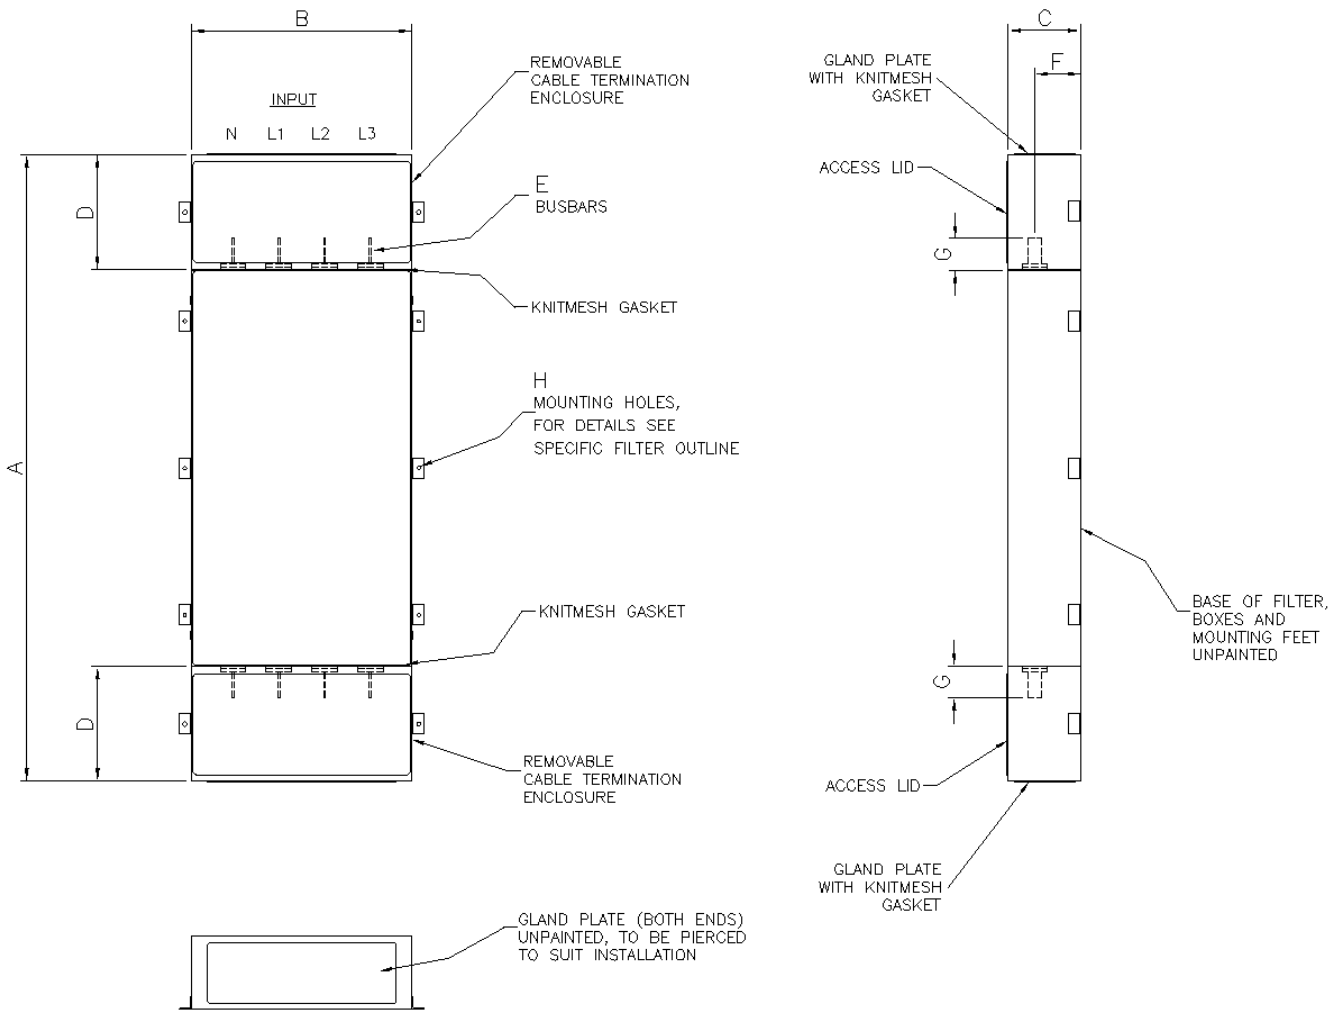 B
REMOVABLE
CABLE TERMINATION
ENCLOSURE
INPUT
N L1 L2 L3
D
E
BUSBARS
KNITMESH GASKET
H
MOUNTING HOLES,
FOR DETAILS SEE
SPECIFIC FILTER OUTLINE
A
KNITMESH GASKET
D
REMOVABLE
CABLE TERMINATION
ENCLOSURE
C
F
GLAND PLATE
WITH KNITMESH
GASKET
ACCESS LID
G
BASE OF FILTER,
BOXES AND
MOUNTING FEET
UNPAINTED
G
ACCESS LID
GLAND PLATE
WITH KNITMESH
GASKET
GLAND PLATE (BOTH ENDS)
UNPAINTED, TO BE PIERCED
TO SUIT INSTALLATION